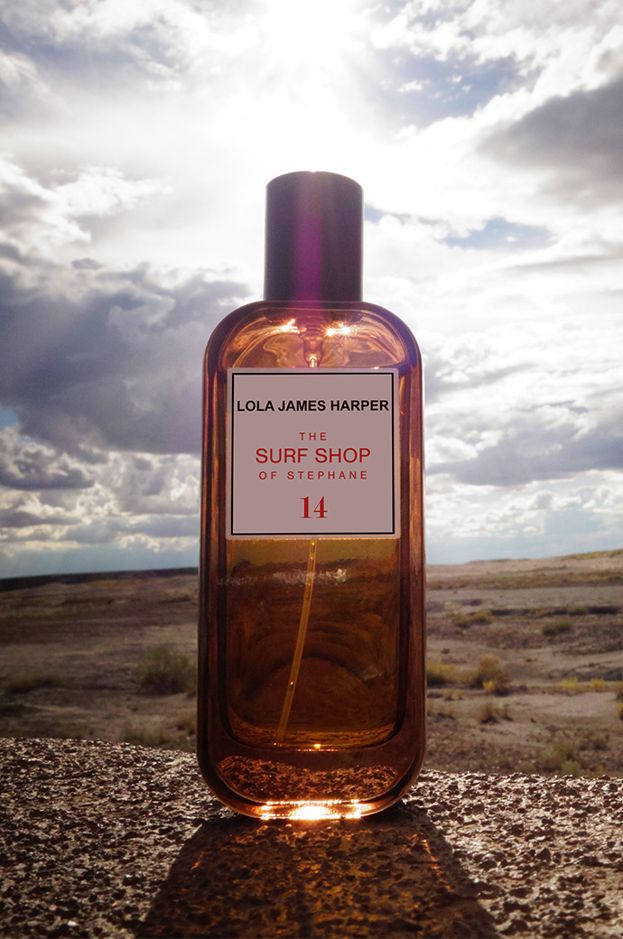 LOLA JAMES HARPER
THE
SURF SHOP
OF STEPHANE
14